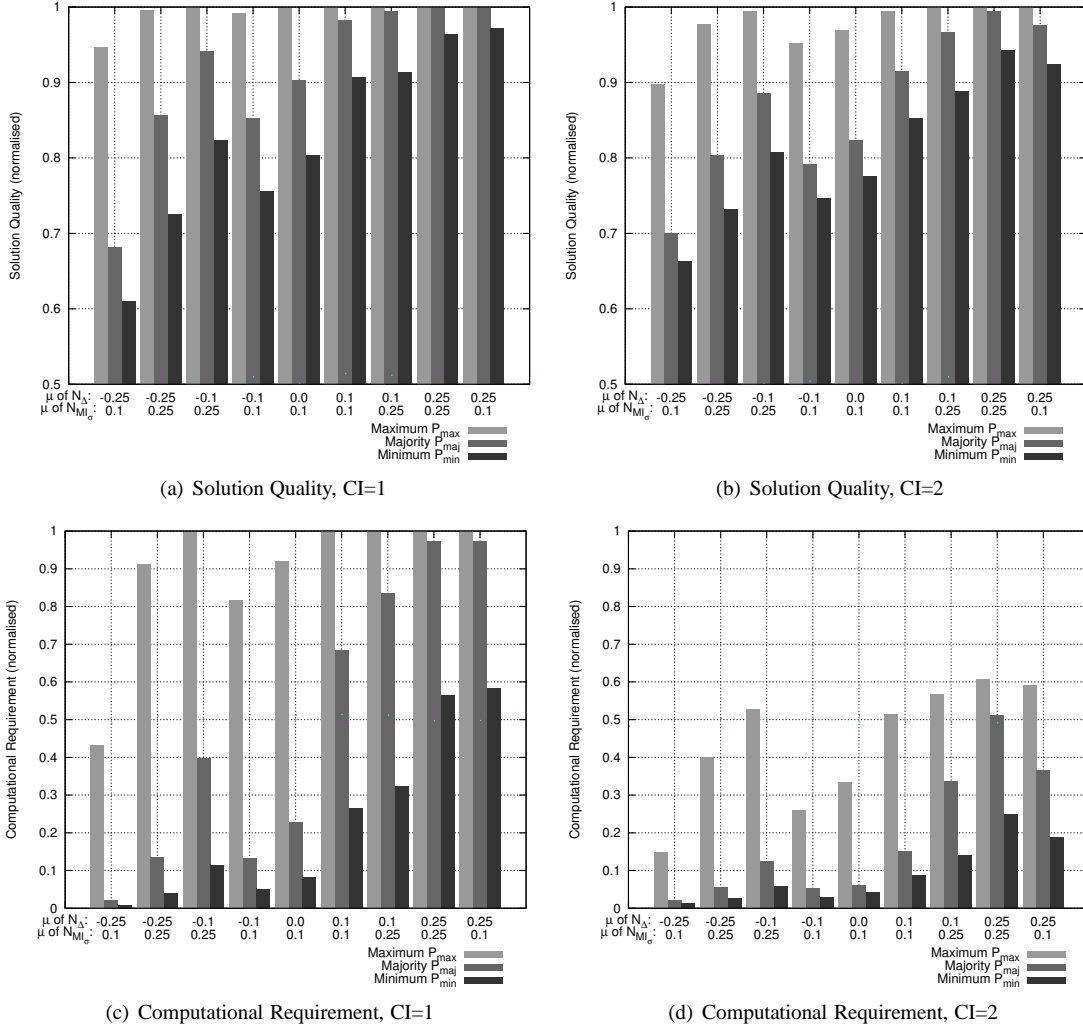 1
0.9
0.8
0.7
0.6
0.5
Solution Quality (normalised)
μ of N_Δ: -0.25 -0.25 -0.1 -0.1 0.0 0.1 0.1 0.25 0.25
μ of N_MI_σ: 0.1 0.25 0.25 0.1 0.1 0.1 0.25 0.25 0.1
Maximum P_max
Majority P_maj
Minimum P_min
(a) Solution Quality, CI=1
1
0.9
0.8
0.7
0.6
0.5
Solution Quality (normalised)
μ of N_Δ: -0.25 -0.25 -0.1 -0.1 0.0 0.1 0.1 0.25 0.25
μ of N_MI_σ: 0.1 0.25 0.25 0.1 0.1 0.1 0.25 0.25 0.1
Maximum P_max
Majority P_maj
Minimum P_min
(b) Solution Quality, CI=2
1
0.9
0.8
0.7
0.6
0.5
0.4
0.3
0.2
0.1
0
Computational Requirement (normalised)
μ of N_Δ: -0.25 -0.25 -0.1 -0.1 0.0 0.1 0.1 0.25 0.25
μ of N_MI_σ: 0.1 0.25 0.25 0.1 0.1 0.1 0.25 0.25 0.1
Maximum P_max
Majority P_maj
Minimum P_min
(c) Computational Requirement, CI=1
1
0.9
0.8
0.7
0.6
0.5
0.4
0.3
0.2
0.1
0
Computational Requirement (normalised)
μ of N_Δ: -0.25 -0.25 -0.1 -0.1 0.0 0.1 0.1 0.25 0.25
μ of N_MI_σ: 0.1 0.25 0.25 0.1 0.1 0.1 0.25 0.25 0.1
Maximum P_max
Majority P_maj
Minimum P_min
(d) Computational Requirement, CI=2